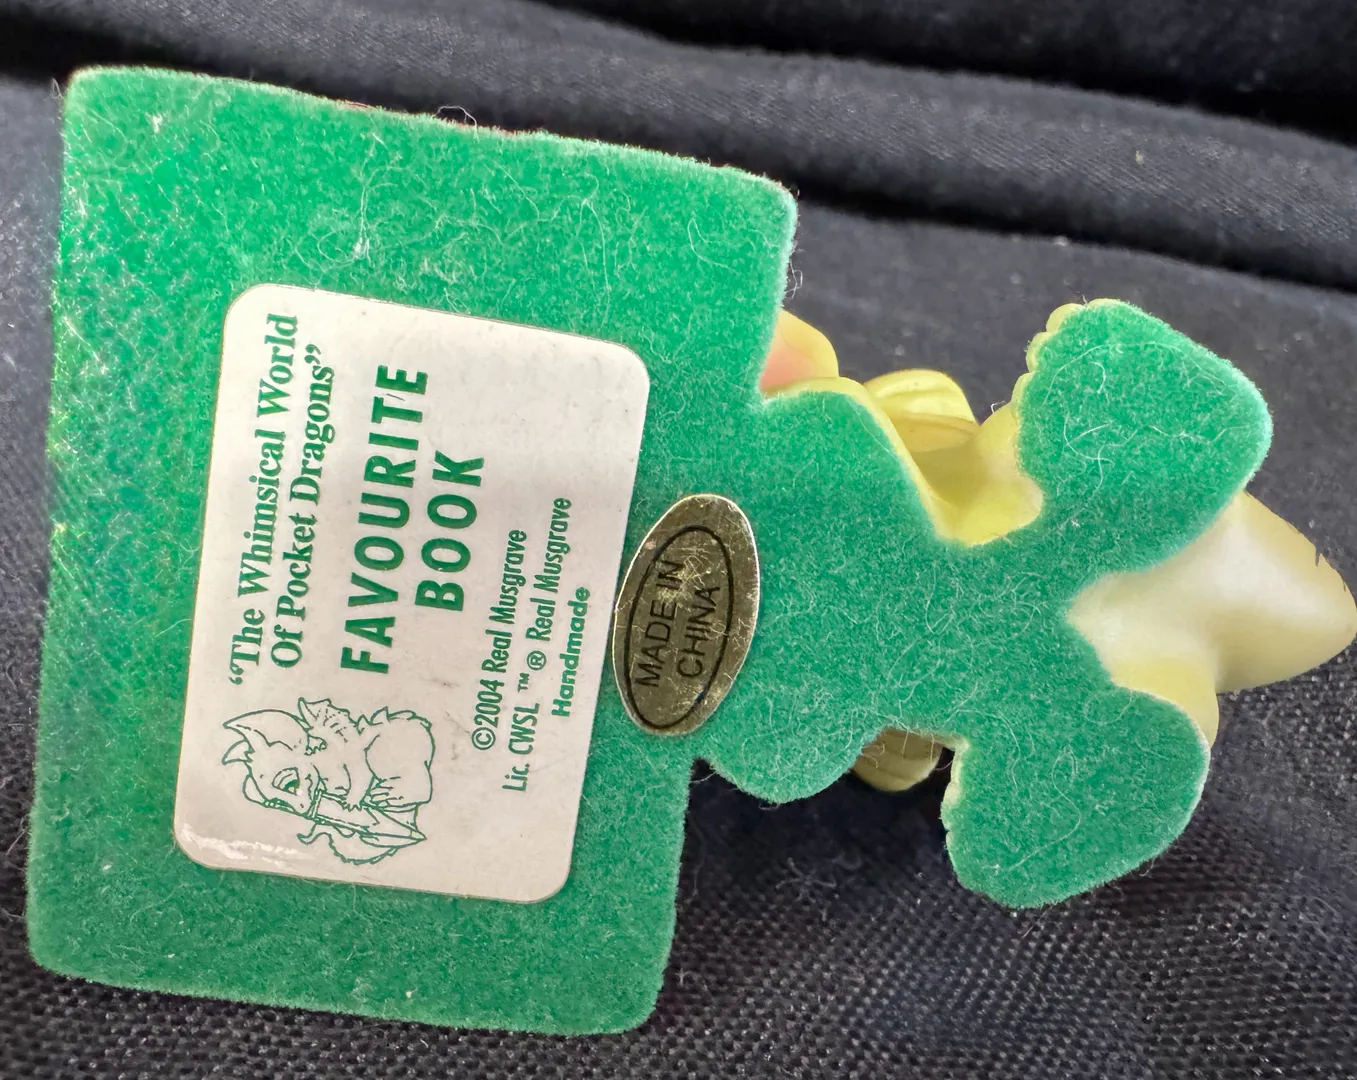 “The Whimsical World
Of Pocket Dragons”
FAVOURITE
BOOK
©2004 Real Musgrave
Lic. CWSL ™ ® Real Musgrave
Handmade
MADE IN
CHINA